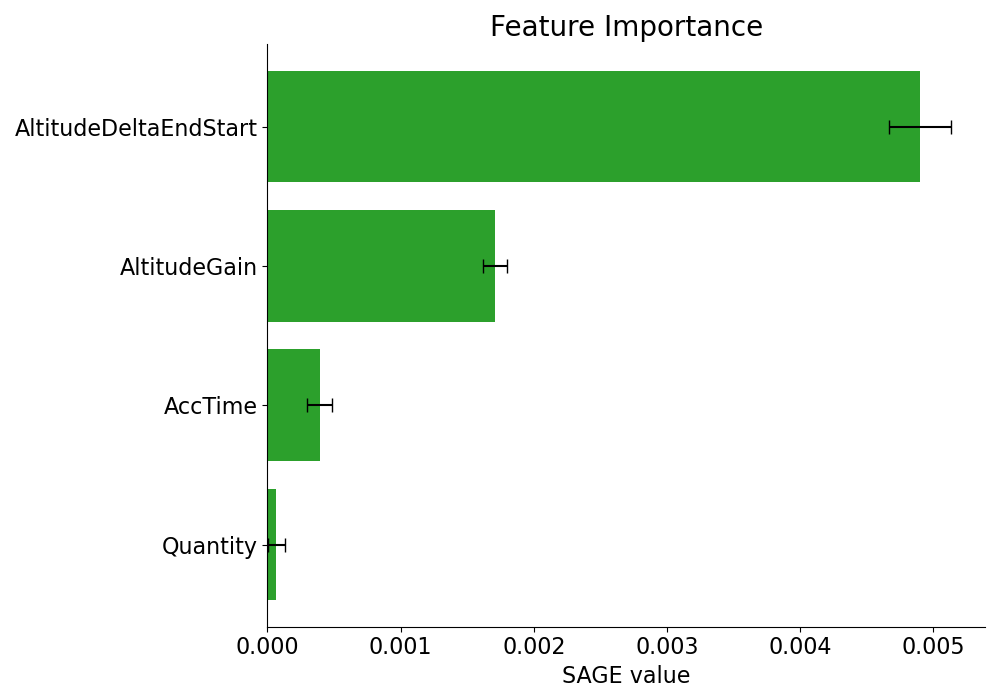 Feature Importance
AltitudeDeltaEndStart
AltitudeGain
AccTime
Quantity
0.000 0.001 0.002 0.003 0.004 0.005
SAGE value